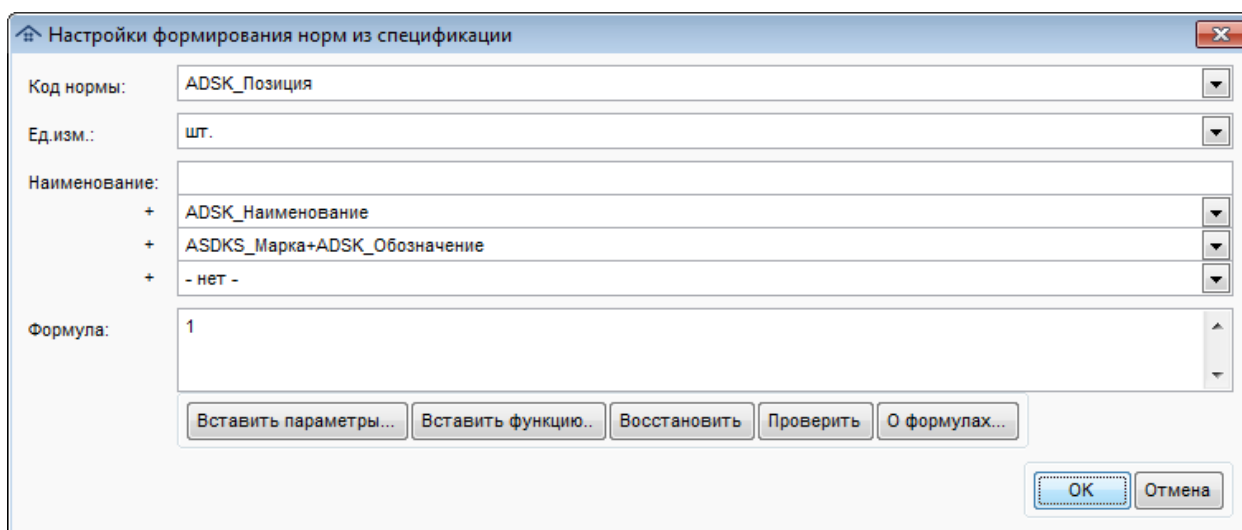 Настройки формирования норм из спецификации
Код нормы: ADSK_Позиция
Ед.изм.: шт.
Наименование:
+ ADSK_Наименование
+ ASDKS_Марка+ADSK_Обозначение
+ - нет -
Формула: 1
Вставить параметры... Вставить функцию.. Восстановить Проверить О формулах...
OK Отмена